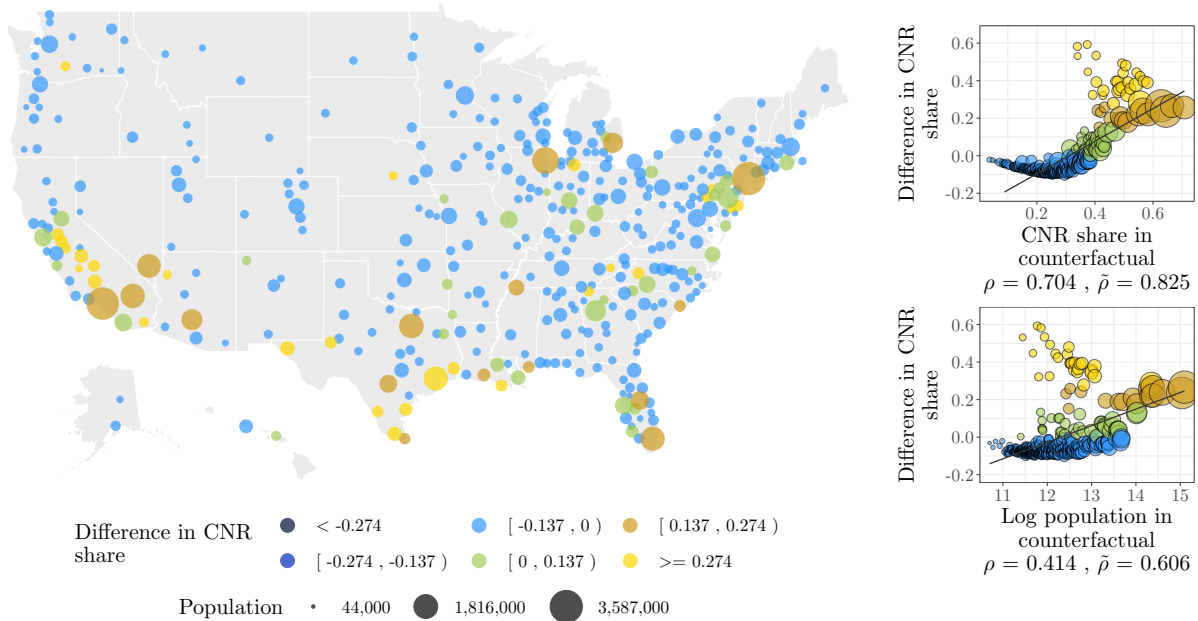 Difference in CNR
share
< -0.274
[ -0.274 , -0.137 )
[ -0.137 , 0 )
[ 0 , 0.137 )
[ 0.137 , 0.274 )
>= 0.274
Population
44,000
1,816,000
3,587,000
Difference in CNR
share
0.6
0.4
0.2
0.0
-0.2
0.2
0.4
0.6
CNR share in
counterfactual
ρ = 0.704 , ρ̃ = 0.825
Difference in CNR
share
0.6
0.4
0.2
0.0
-0.2
11
12
13
14
15
Log population in
counterfactual
ρ = 0.414 , ρ̃ = 0.606